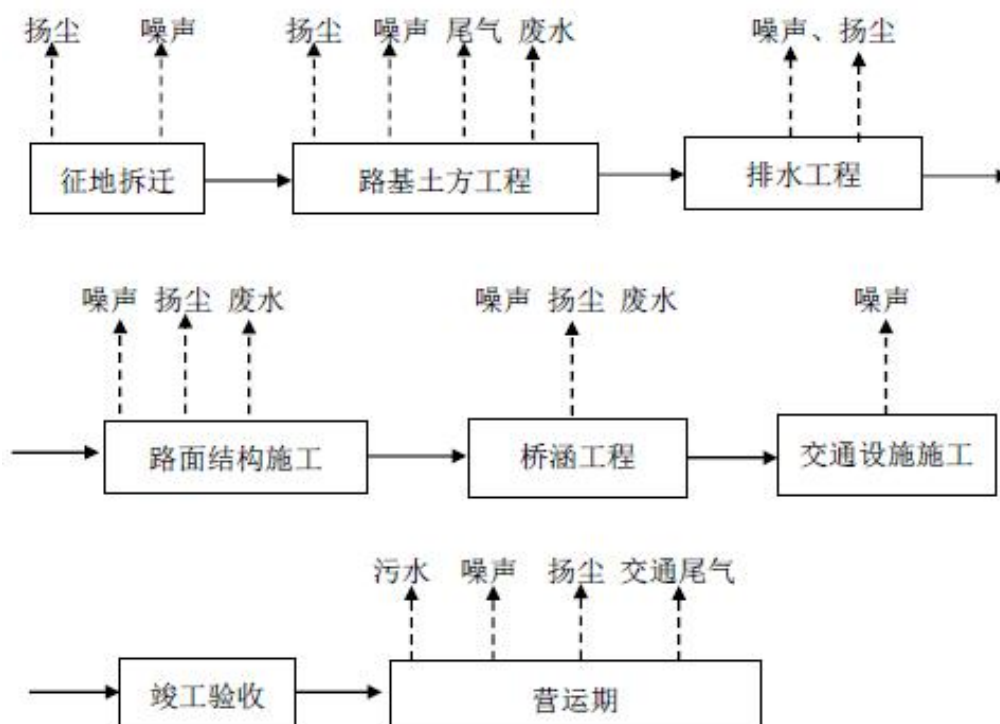 扬尘 噪声 扬尘 噪声 尾气 废水 噪声、扬尘
征地拆迁 路基土方工程 排水工程
噪声 扬尘 废水 噪声 扬尘 废水 噪声
路面结构施工 桥涵工程 交通设施施工
污水 噪声 扬尘 交通尾气
竣工验收 营运期